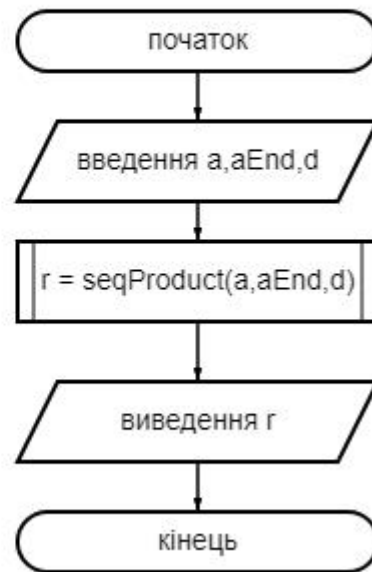 початок
введення a,aEnd,d
r = seqProduct(a,aEnd,d)
виведення r
кінець